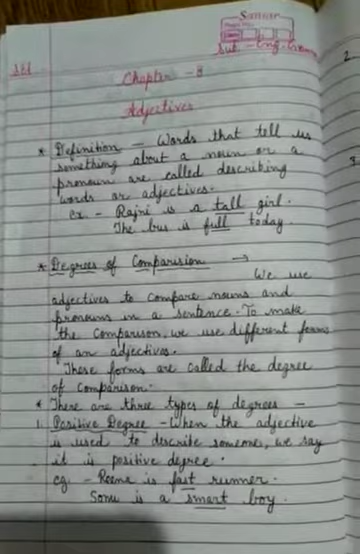 Sub - Eng. Gram
Chapter - 8
Adjectives
* Definition - Words that tell us
something about a noun or a
pronoun are called describing
words or adjectives.
ex. - Rajni is a tall girl.
The bus is full today.
* Degrees of Comparision →
We use
adjectives to compare nouns and
pronouns in a sentence. To make
the comparison, we use different forms
of an adjectives.
These forms are called the degree
of comparison.
* There are three types of degrees -
1. Positive Degree - When the adjective
is used to describe someone, we say
it is positive degree.
eg. - Reena is fast runner.
Sonu is a smart boy.
2.
3